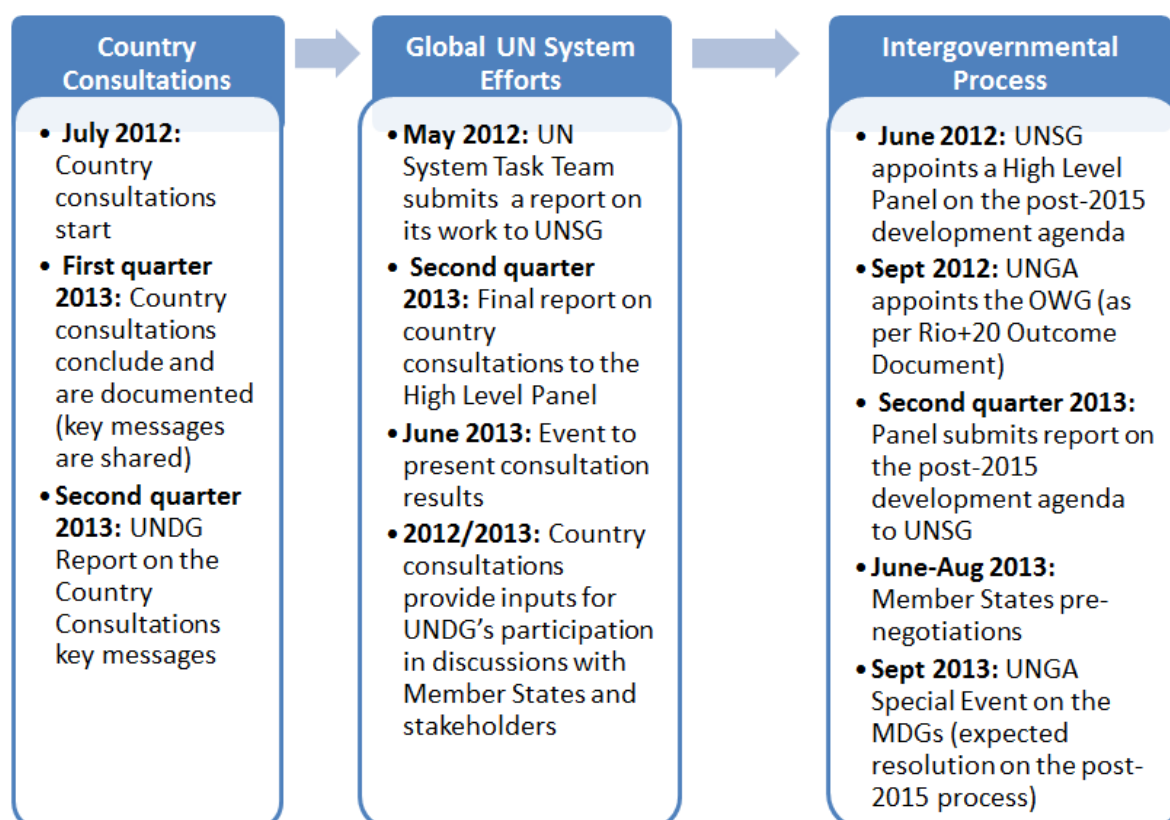 Country
Consultations
• July 2012:
Country
consultations
start
• First quarter
2013: Country
consultations
conclude and
are documented
(key messages
are shared)
• Second quarter
2013: UNDG
Report on the
Country
Consultations
key messages
Global UN System
Efforts
• May 2012: UN
System Task Team
submits a report on
its work to UNSG
• Second quarter
2013: Final report on
country
consultations to the
High Level Panel
• June 2013: Event to
present consultation
results
• 2012/2013: Country
consultations
provide inputs for
UNDG’s participation
in discussions with
Member States and
stakeholders
Intergovernmental
Process
• June 2012: UNSG
appoints a High Level
Panel on the post-2015
development agenda
• Sept 2012: UNGA
appoints the OWG (as
per Rio+20 Outcome
Document)
• Second quarter 2013:
Panel submits report on
the post-2015
development agenda
to UNSG
• June-Aug 2013:
Member States pre-
negotiations
• Sept 2013: UNGA
Special Event on the
MDGs (expected
resolution on the post-
2015 process)